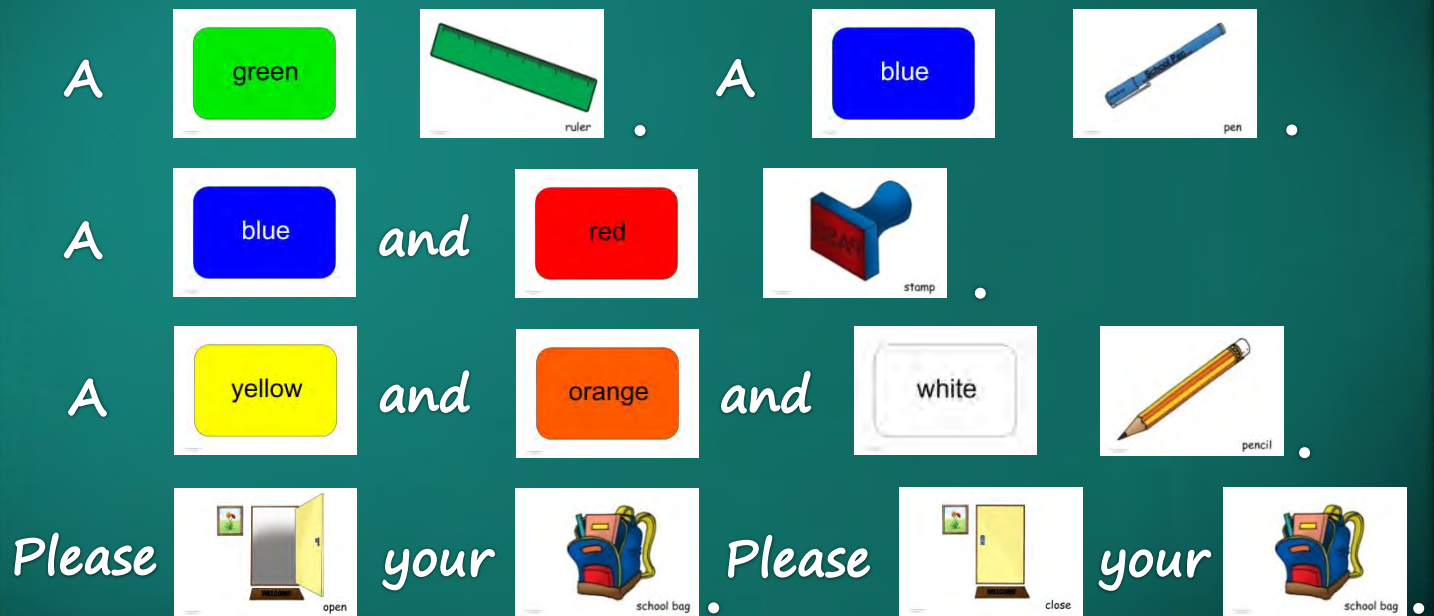 A green ruler . A blue pen .
A blue and red stamp .
A yellow and orange and white pencil .
Please open your school bag . Please close your school bag .